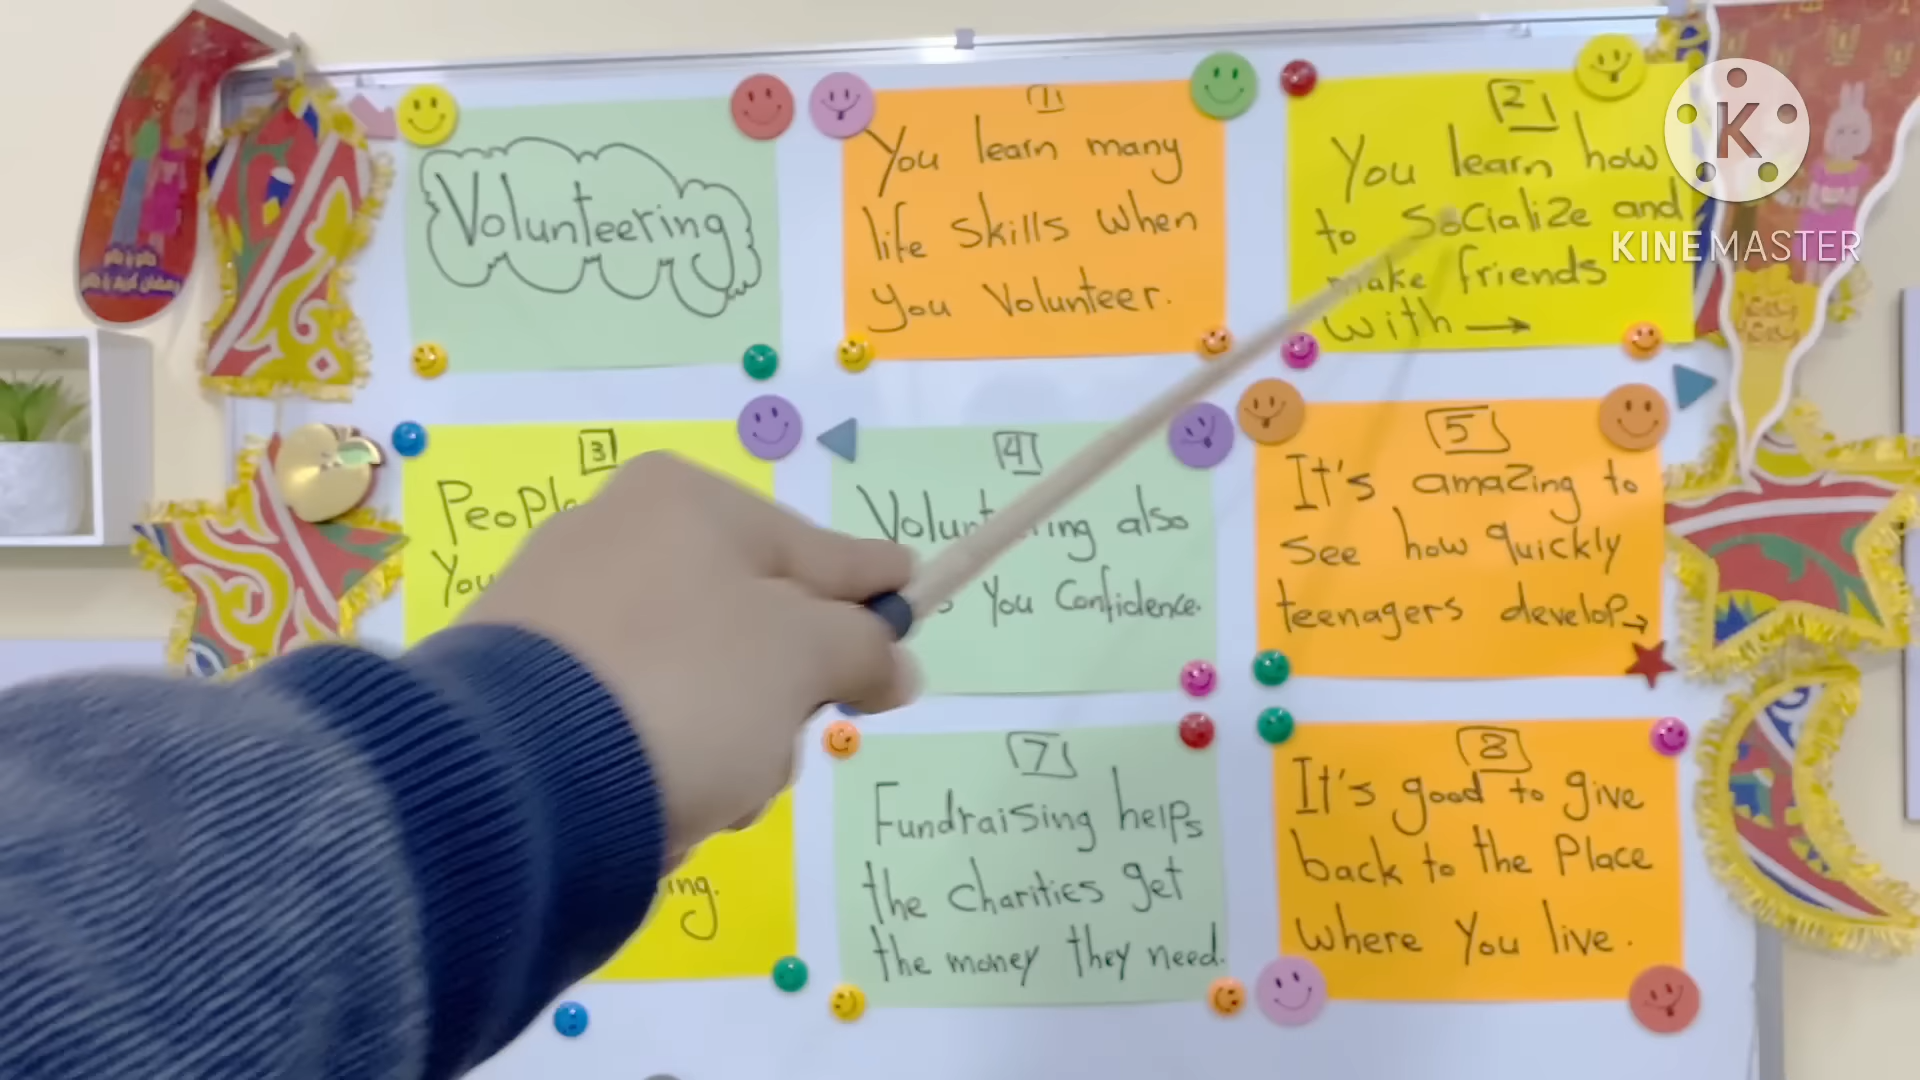 Volunteering
1
You learn many
life skills when
you volunteer.
2
You learn how
to socialize and
make friends
with →
3
People
You
4
Volunteering also
You Confidence.
5
It's amazing to
see how quickly
teenagers develop→
ing.
7
Fundraising helps
the charities get
the money they need.
8
It's good to give
back to the Place
where you live.
K
KINEMASTER